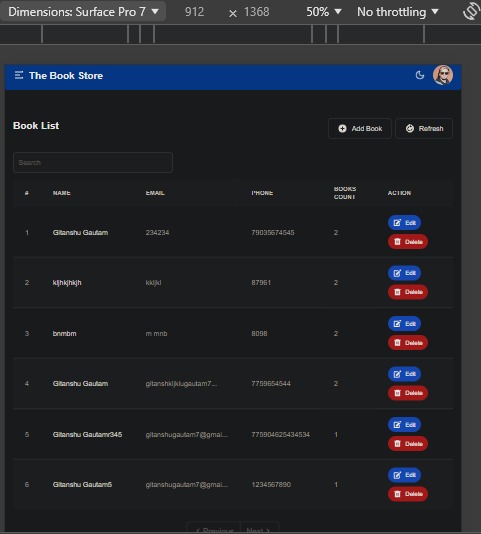 Dimensions: Surface Pro 7 ▼ 912 × 1368 50% ▼ No throttling ▼
The Book Store
Book List
Add Book Refresh
Search
# NAME EMAIL PHONE BOOKS COUNT ACTION
1 Gitanshu Gautam 234234 79035674545 2 Edit
Delete
2 kljhkjhkjh kkljkl 87961 2 Edit
Delete
3 bnmbm m mnb 8098 2 Edit
Delete
4 Gitanshu Gautam gitanshkljklugautam7... 7759654544 2 Edit
Delete
5 Gitanshu Gautamr345 gitanshugautam7@gmai... 775904625434534 1 Edit
Delete
6 Gitanshu Gautam5 gitanshugautam7@gmai... 1234567890 1 Edit
Delete
Previous Next